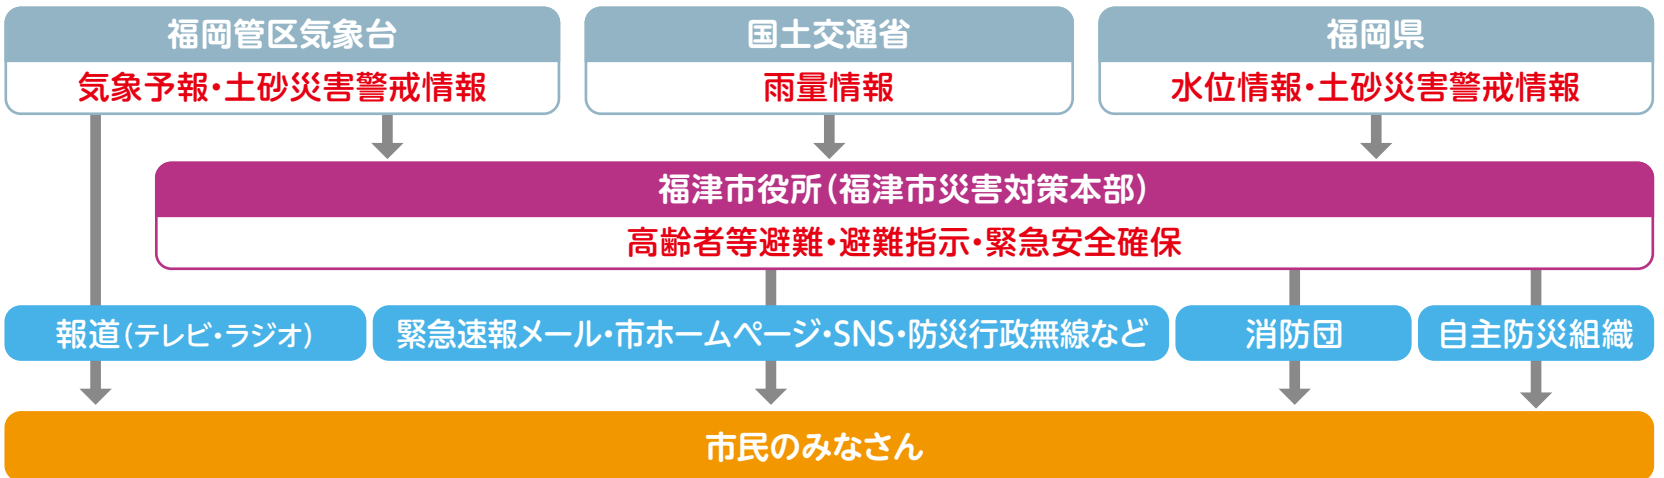 福岡管区気象台
気象予報・土砂災害警戒情報
国土交通省
雨量情報
福岡県
水位情報・土砂災害警戒情報
福津市役所(福津市災害対策本部)
高齢者等避難・避難指示・緊急安全確保
報道(テレビ・ラジオ)
緊急速報メール・市ホームページ・SNS・防災行政無線など
消防団
自主防災組織
市民のみなさん